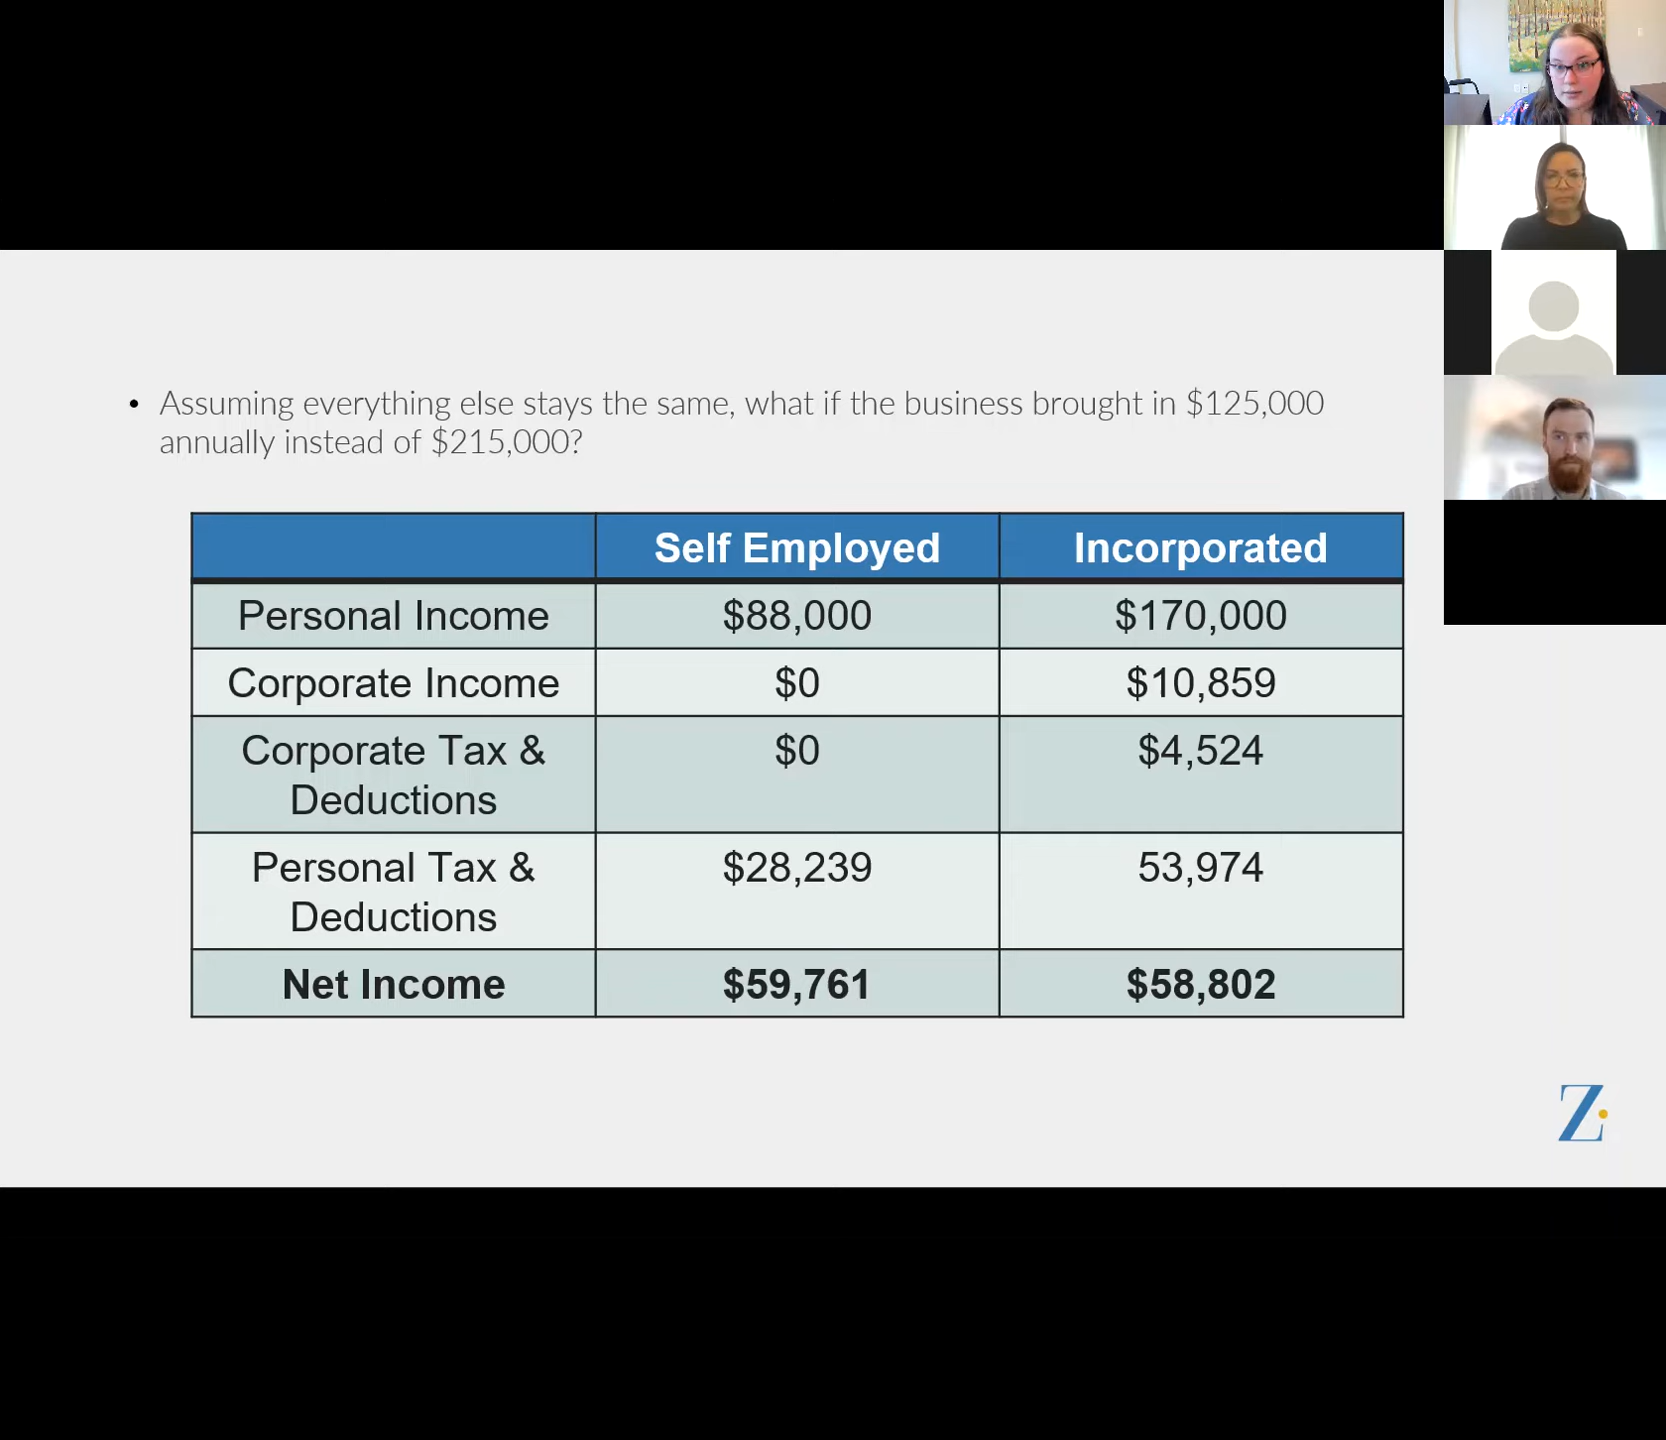 • Assuming everything else stays the same, what if the business brought in $125,000
annually instead of $215,000?
Self Employed Incorporated
Personal Income $88,000 $170,000
Corporate Income $0 $10,859
Corporate Tax & $0 $4,524
Deductions
Personal Tax & $28,239 53,974
Deductions
Net Income $59,761 $58,802
Z